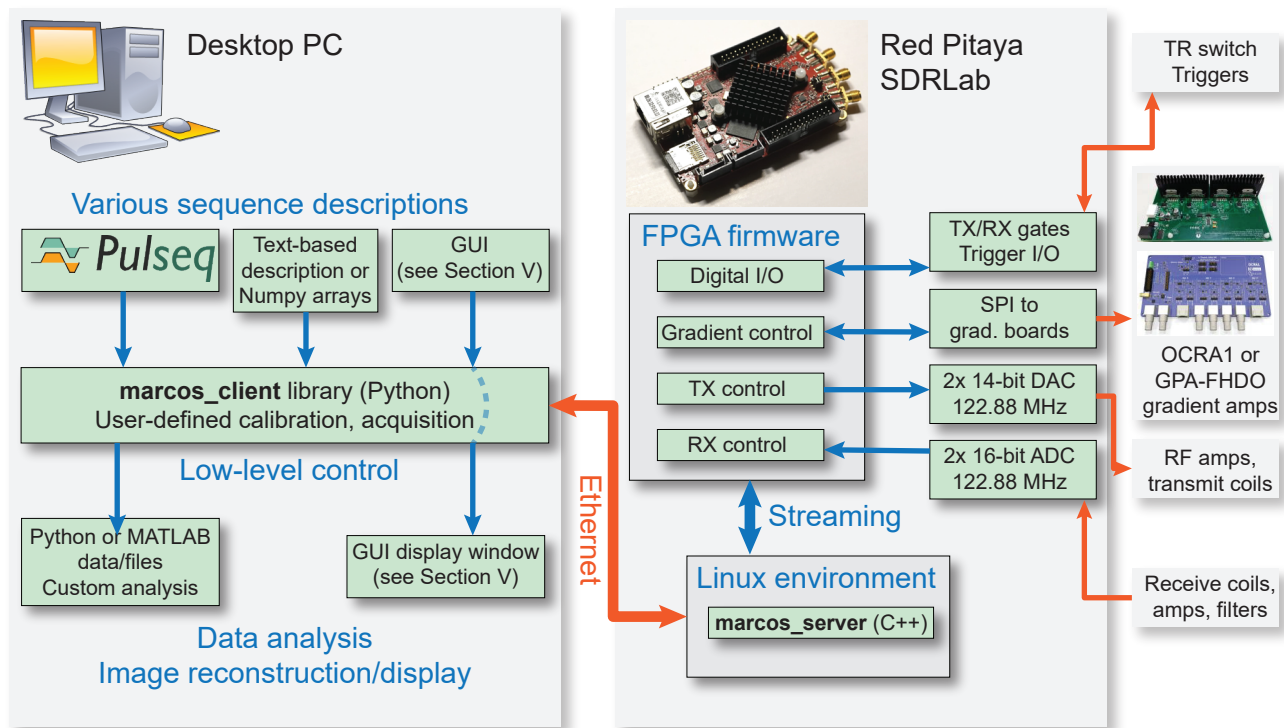 Desktop PC
Various sequence descriptions
Pulseq
Text-based
description or
Numpy arrays
GUI
(see Section V)
marcos_client library (Python)
User-defined calibration, acquisition
Low-level control
Python or MATLAB
data/files
Custom analysis
GUI display window
(see Section V)
Data analysis
Image reconstruction/display
Ethernet
Red Pitaya
SDRLab
FPGA firmware
Digital I/O
Gradient control
TX control
RX control
Streaming
Linux environment
marcos_server (C++)
TX/RX gates
Trigger I/O
SPI to
grad. boards
2x 14-bit DAC
122.88 MHz
2x 16-bit ADC
122.88 MHz
TR switch
Triggers
OCRA1 or
GPA-FHDO
gradient amps
RF amps,
transmit coils
Receive coils,
amps, filters